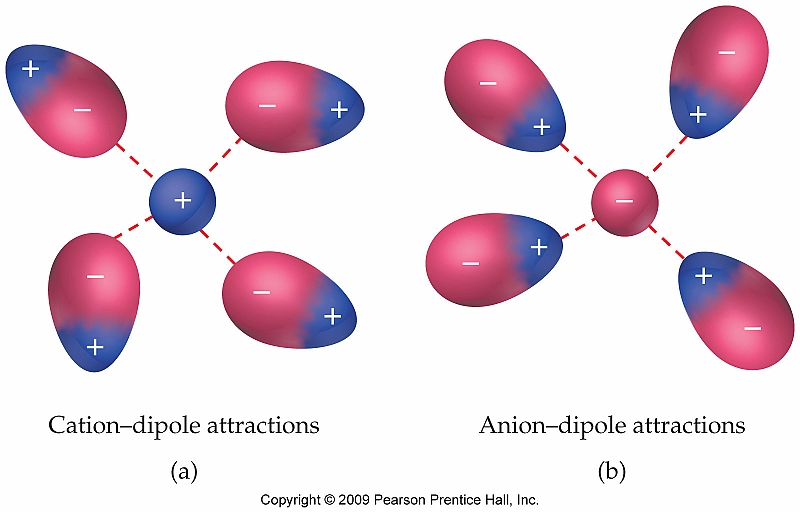 + − − + + −
− + − + + −
− + − + − + + −
Cation–dipole attractions
Anion–dipole attractions
(a)
(b)
Copyright © 2009 Pearson Prentice Hall, Inc.